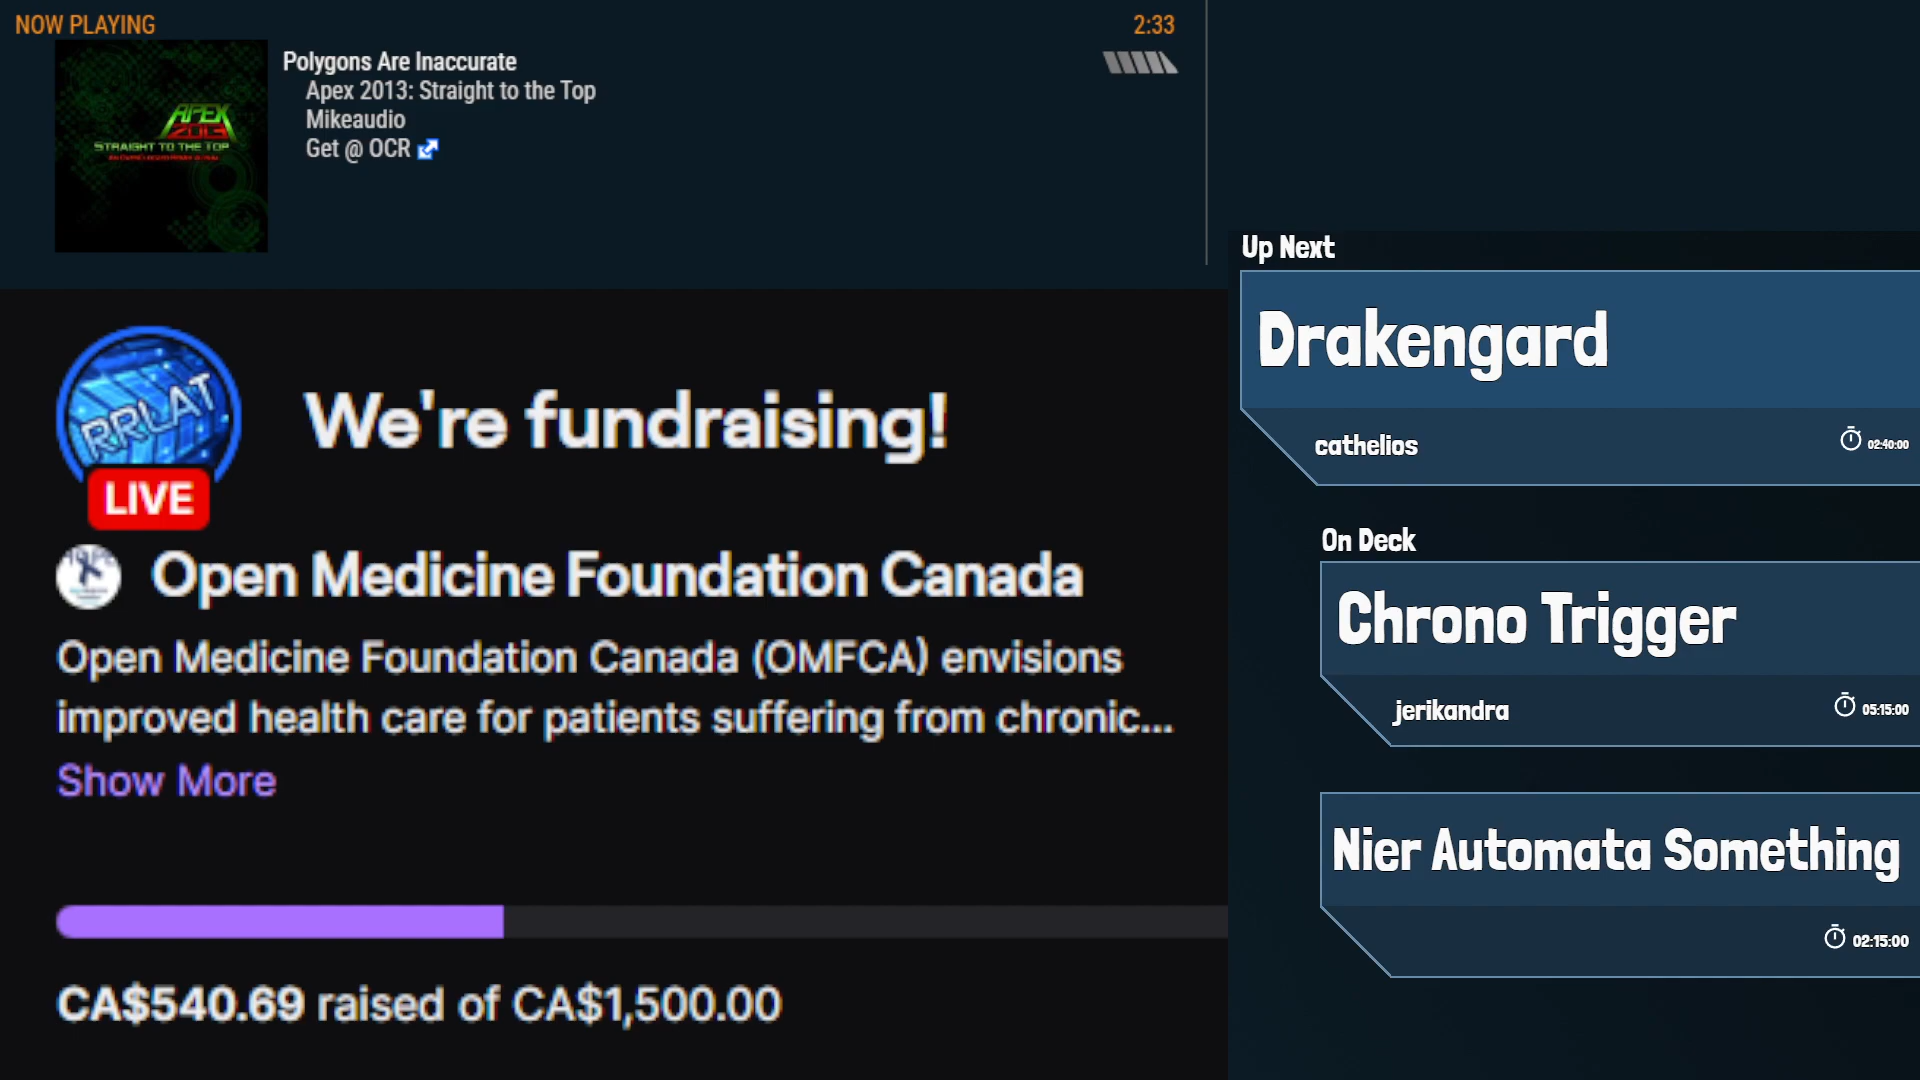 NOW PLAYING
2:33
Polygons Are Inaccurate
Apex 2013: Straight to the Top
Mikeaudio
Get @ OCR
APEX
2013
STRAIGHT TO THE TOP
RRLAT
LIVE
We're fundraising!
Open Medicine Foundation Canada
Open Medicine Foundation Canada (OMFCA) envisions
improved health care for patients suffering from chronic...
Show More
CA$540.69 raised of CA$1,500.00
Up Next
Drakengard
cathelios
02:40:00
On Deck
Chrono Trigger
jerikandra
05:15:00
Nier Automata Something
02:15:00